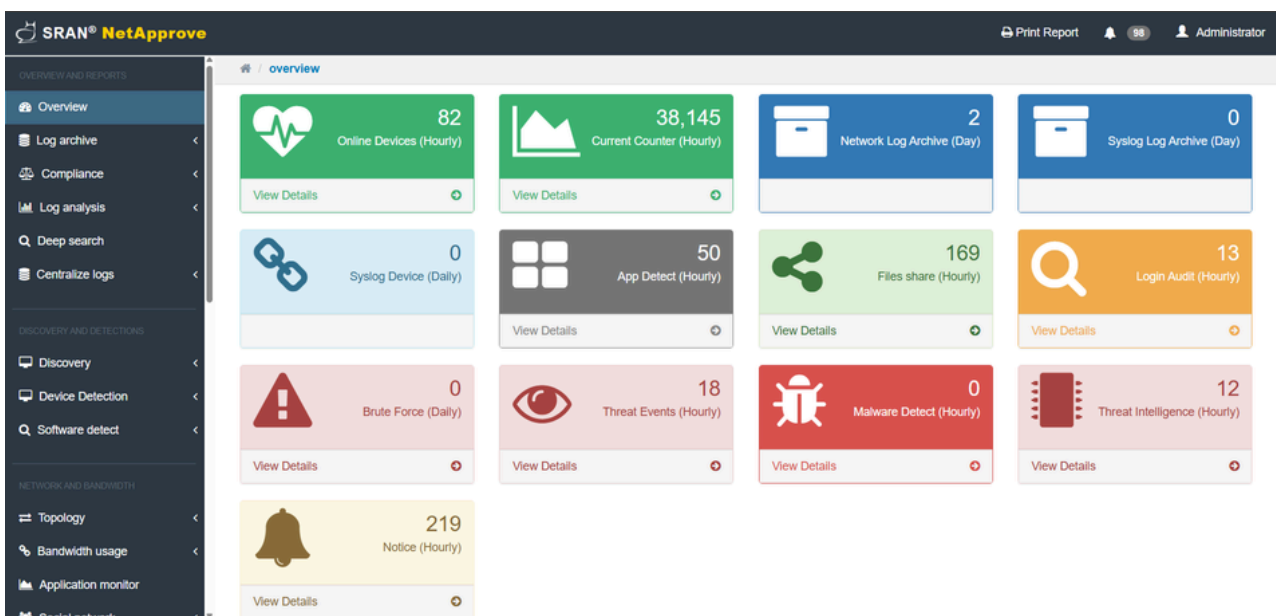 SRAN® NetApprove
Print Report 98 Administrator
OVERVIEW AND REPORTS
Overview
Log archive
Compliance
Log analysis
Deep search
Centralize logs
DISCOVERY AND DETECTIONS
Discovery
Device Detection
Software detect
NETWORK AND BANDWIDTH
Topology
Bandwidth usage
Application monitor
Social network
/ overview
82
Online Devices (Hourly)
View Details
38,145
Current Counter (Hourly)
View Details
2
Network Log Archive (Day)
0
Syslog Log Archive (Day)
0
Syslog Device (Daily)
50
App Detect (Hourly)
View Details
169
Files share (Hourly)
View Details
13
Login Audit (Hourly)
View Details
0
Brute Force (Daily)
View Details
18
Threat Events (Hourly)
View Details
0
Malware Detect (Hourly)
View Details
12
Threat Intelligence (Hourly)
View Details
219
Notice (Hourly)
View Details